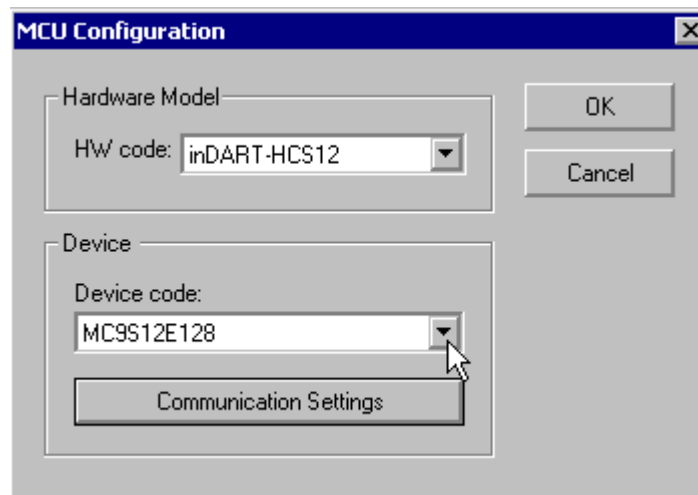 MCU Configuration
Hardware Model
HW code: inDART-HCS12
OK
Cancel
Device
Device code:
MC9S12E128
Communication Settings